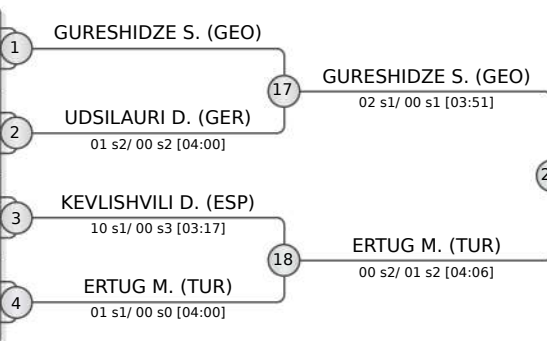 1
GURESHIDZE S. (GEO)
17
GURESHIDZE S. (GEO)
02 s1/ 00 s1 [03:51]
2
UDSILAURI D. (GER)
01 s2/ 00 s2 [04:00]
3
KEVLISHVILI D. (ESP)
10 s1/ 00 s3 [03:17]
18
ERTUG M. (TUR)
00 s2/ 01 s2 [04:06]
4
ERTUG M. (TUR)
01 s1/ 00 s0 [04:00]